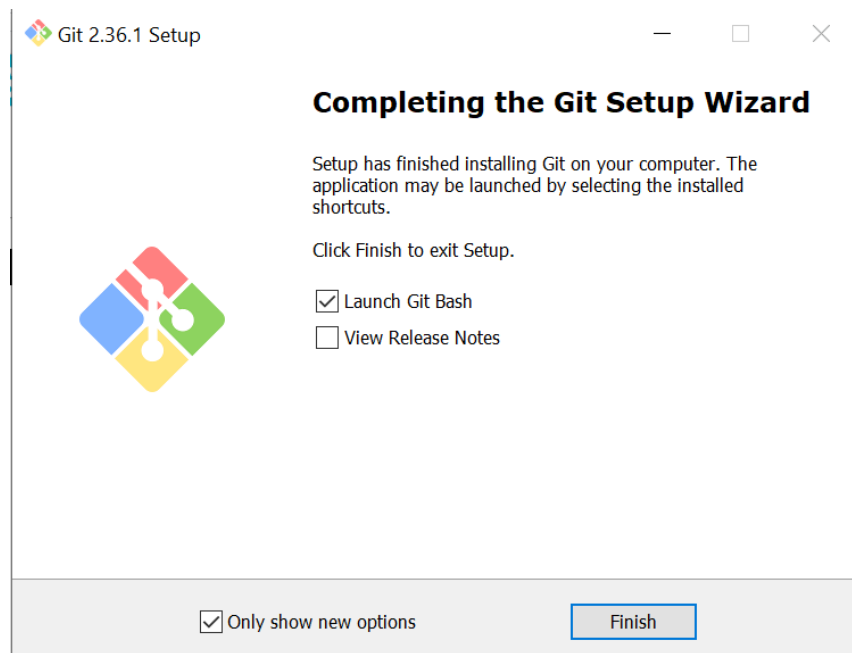 Git 2.36.1 Setup
Completing the Git Setup Wizard
Setup has finished installing Git on your computer. The
application may be launched by selecting the installed
shortcuts.
Click Finish to exit Setup.
Launch Git Bash
View Release Notes
Only show new options
Finish